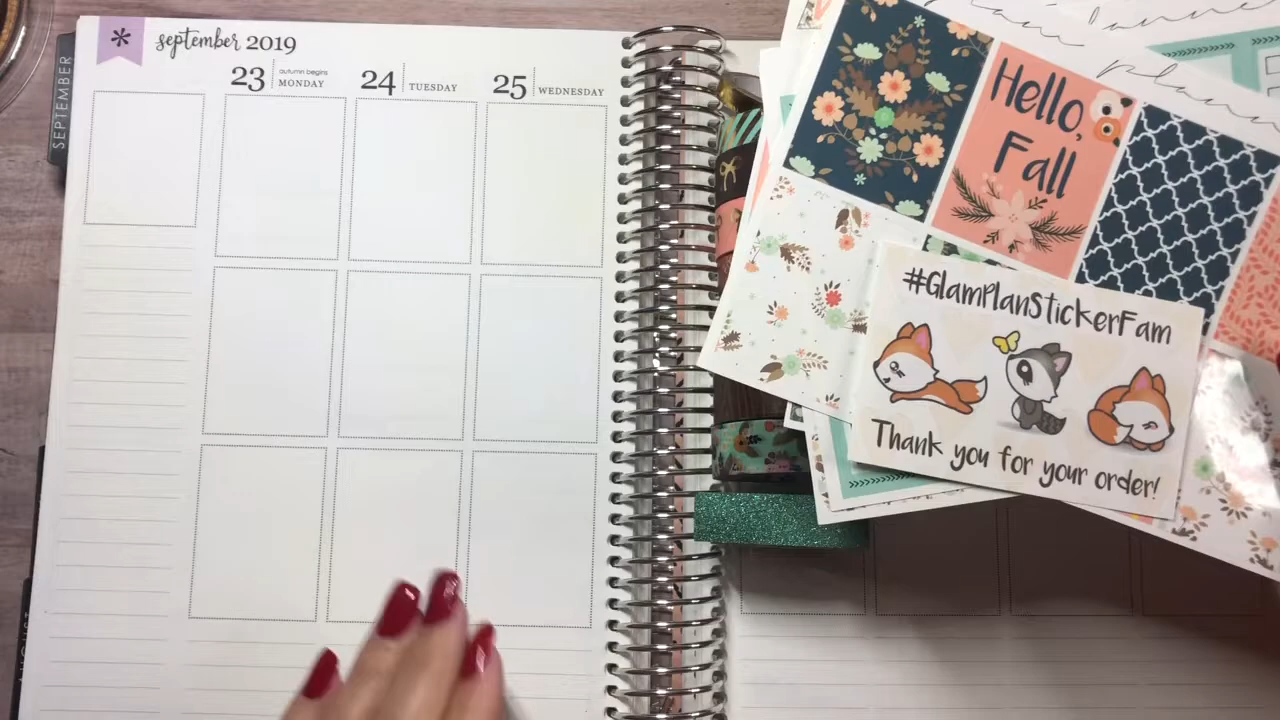 * september 2019
23 autumn begins MONDAY
24 TUESDAY
25 WEDNESDAY
SEPTEMBER
AUGUST
Hello,
Fall
#GlamPlanStickerFam
Thank you for your order!